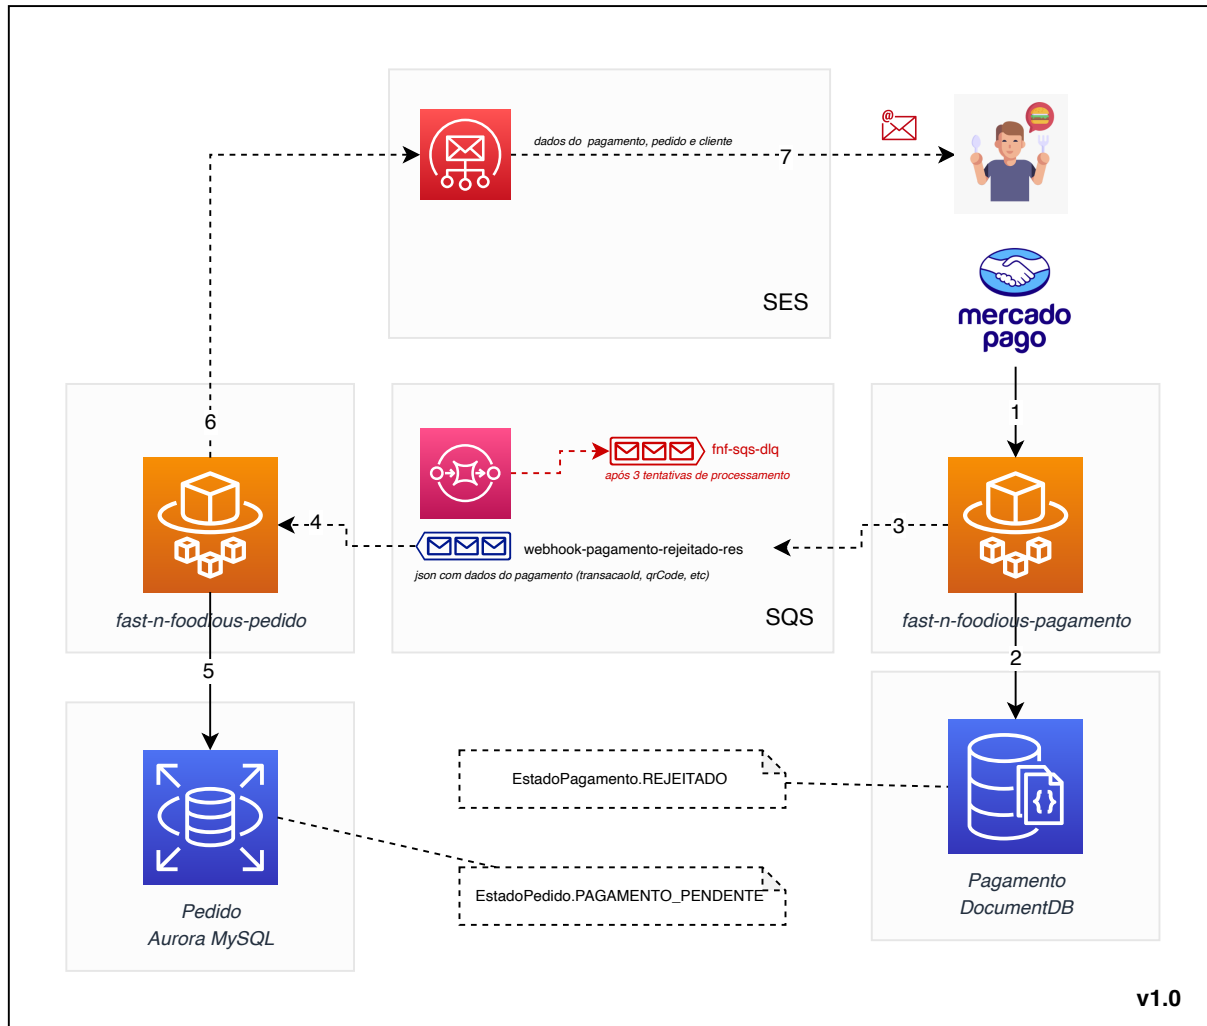 dados do  pagamento, pedido e cliente
7
@
SES
mercado
pago
1
6
fnf-sqs-dlq
após 3 tentativas de processamento
4
3
webhook-pagamento-rejeitado-res
json com dados do pagamento (transacaoId, qrCode, etc)
SQS
fast-n-foodious-pedido
fast-n-foodious-pagamento
5
2
EstadoPagamento.REJEITADO
{}
EstadoPedido.PAGAMENTO_PENDENTE
Pedido
Aurora MySQL
Pagamento
DocumentDB
v1.0